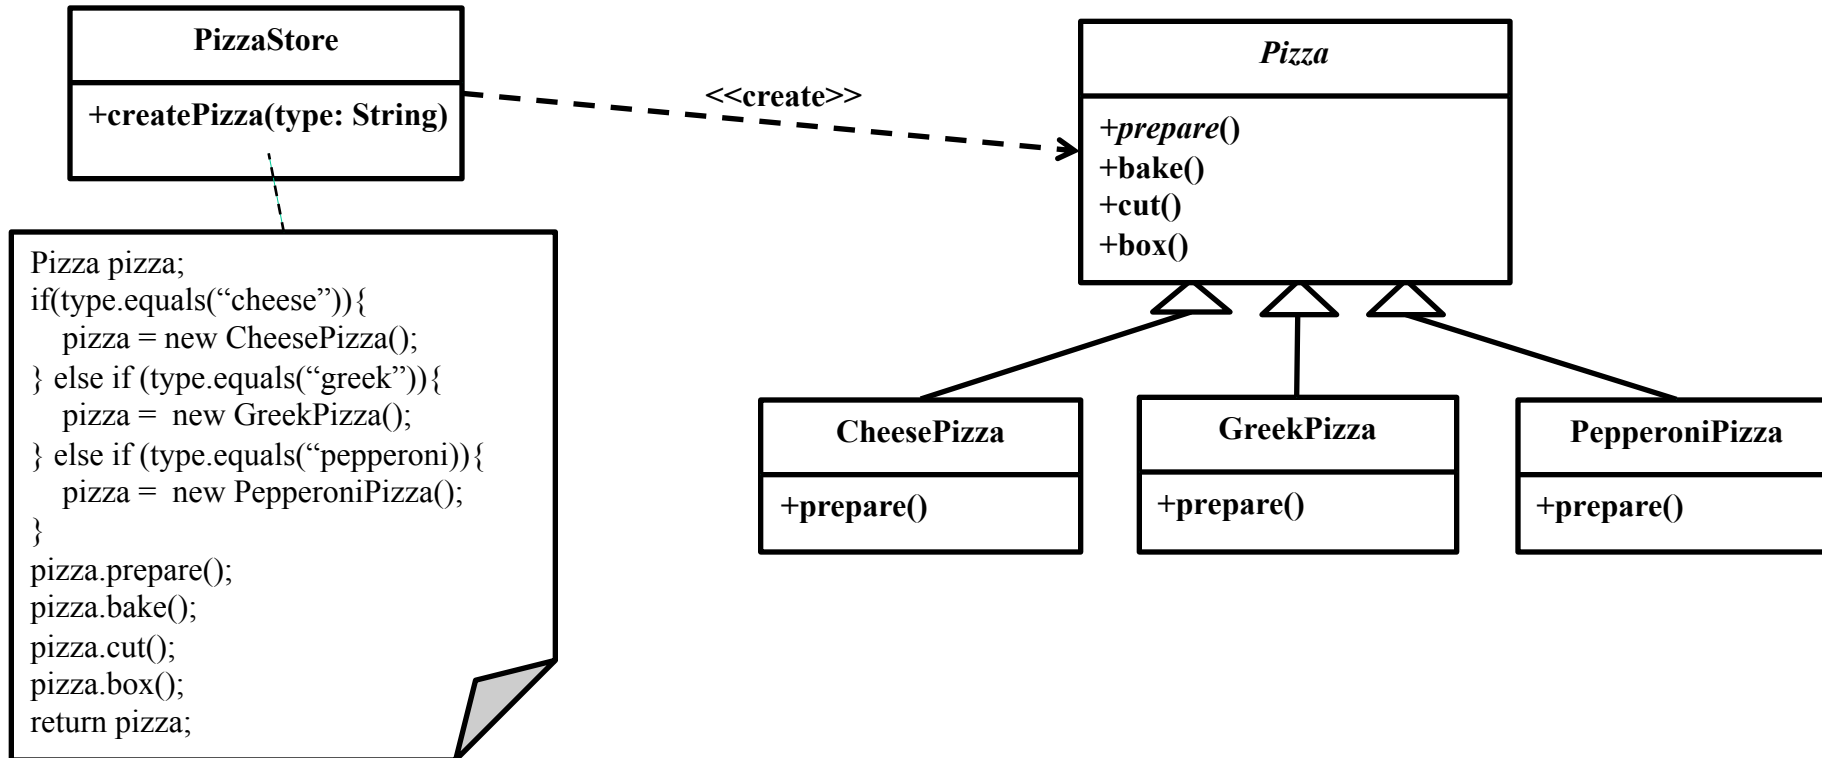 PizzaStore
+createPizza(type: String)
<<create>>
Pizza
+prepare()
+bake()
+cut()
+box()
Pizza pizza;
if(type.equals(“cheese”)){
pizza = new CheesePizza();
} else if (type.equals(“greek”)){
pizza =  new GreekPizza();
} else if (type.equals(“pepperoni)){
pizza =  new PepperoniPizza();
}
pizza.prepare();
pizza.bake();
pizza.cut();
pizza.box();
return pizza;
CheesePizza
+prepare()
GreekPizza
+prepare()
PepperoniPizza
+prepare()